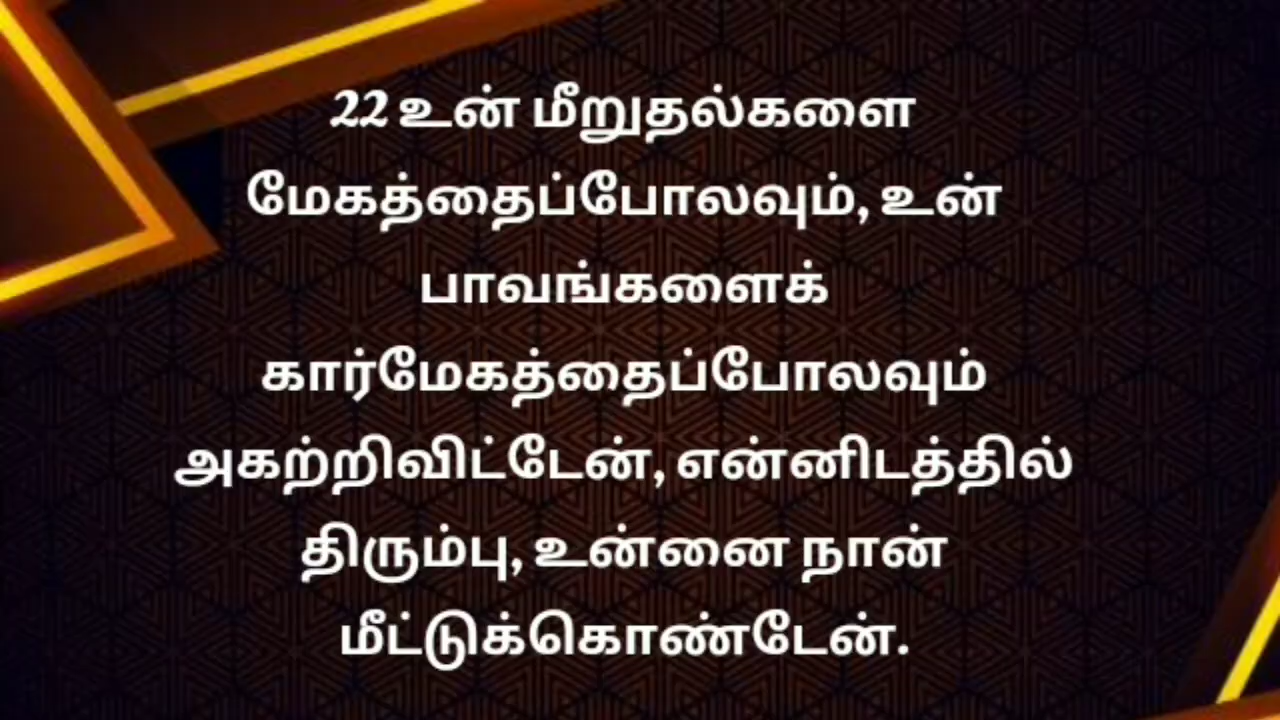 22 உன் மீறுதல்களை
மேகத்தைப்போலவும், உன்
பாவங்களைக்
கார்மேகத்தைப்போலவும்
அகற்றிவிட்டேன், என்னிடத்தில்
திரும்பு, உன்னை நான்
மீட்டுக்கொண்டேன்.